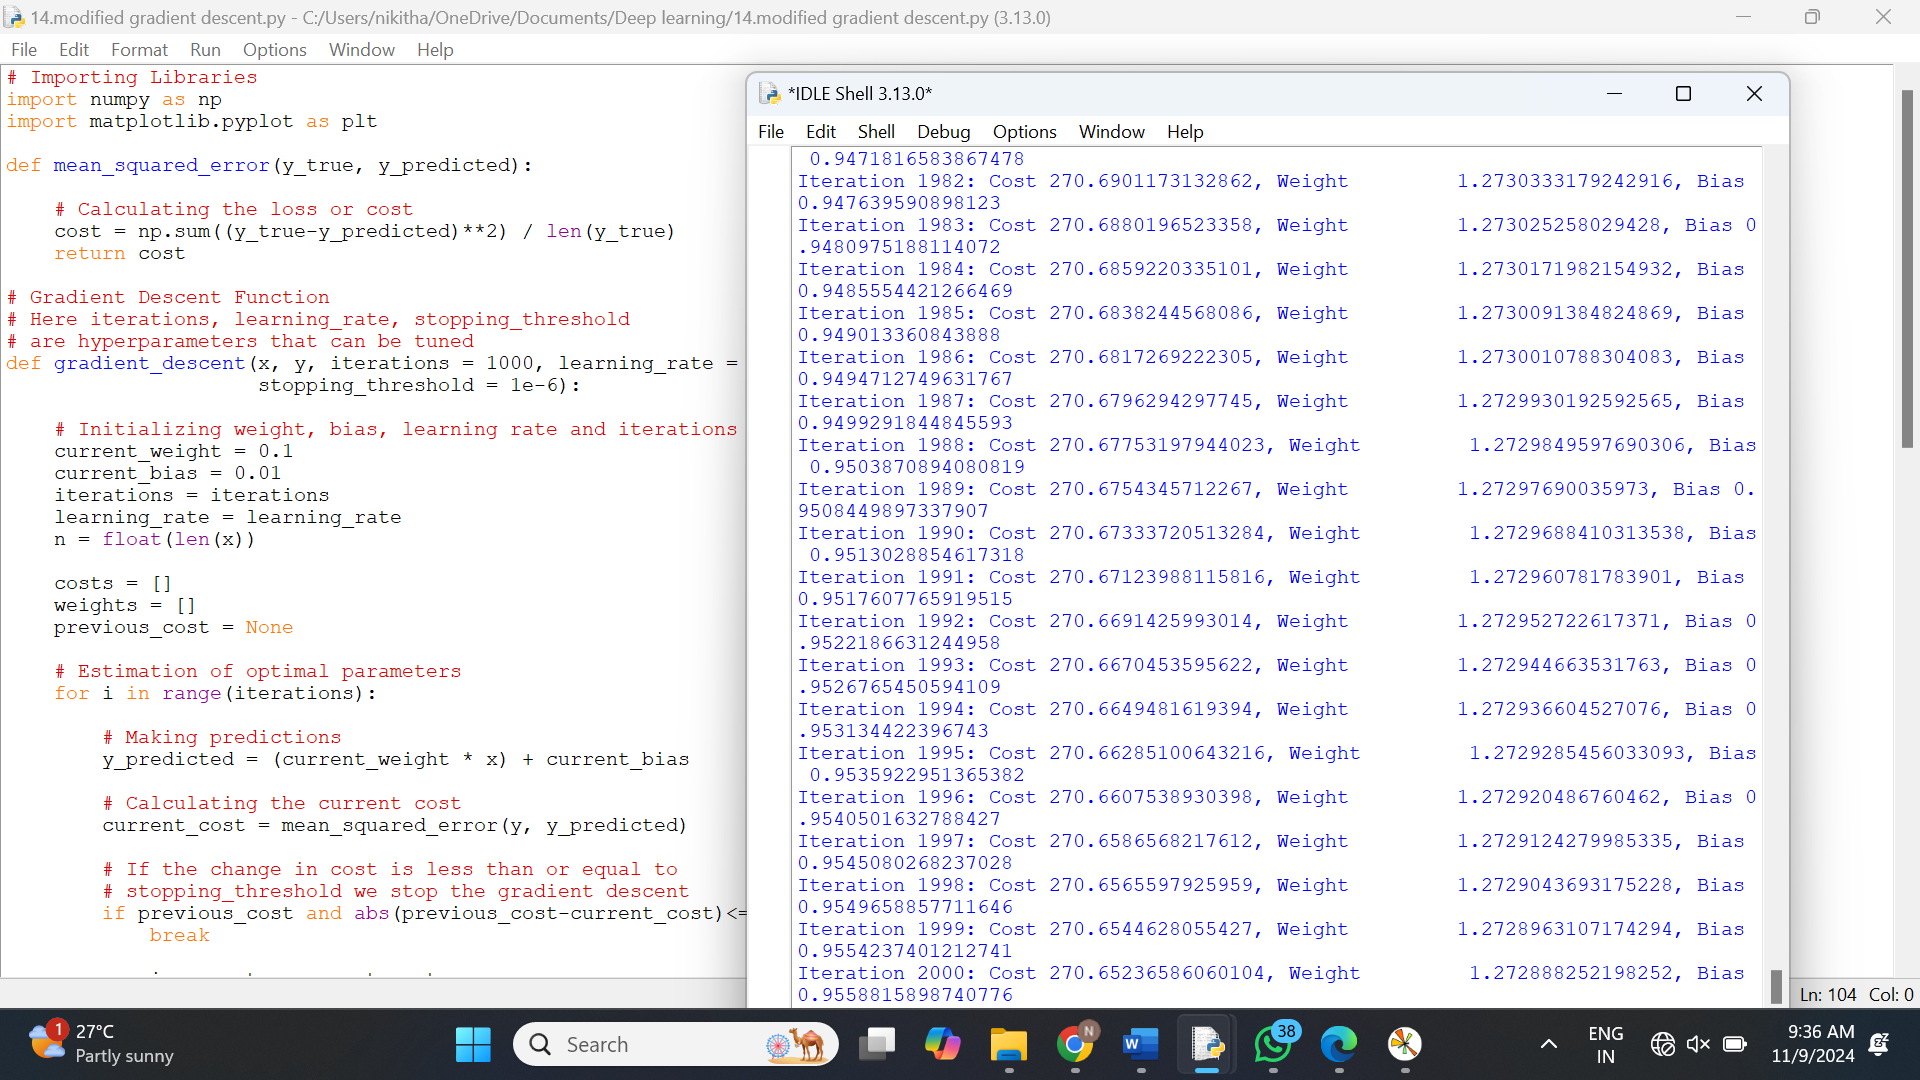 14.modified gradient descent.py - C:/Users/nikitha/OneDrive/Documents/Deep learning/14.modified gradient descent.py (3.13.0)
File Edit Format Run Options Window Help
# Importing Libraries
import numpy as np
import matplotlib.pyplot as plt
def mean_squared_error(y_true, y_predicted):
# Calculating the loss or cost
cost = np.sum((y_true-y_predicted)**2) / len(y_true)
return cost
# Gradient Descent Function
# Here iterations, learning_rate, stopping_threshold
# are hyperparameters that can be tuned
def gradient_descent(x, y, iterations = 1000, learning_rate =
stopping_threshold = 1e-6):
# Initializing weight, bias, learning rate and iterations
current_weight = 0.1
current_bias = 0.01
iterations = iterations
learning_rate = learning_rate
n = float(len(x))
costs = []
weights = []
previous_cost = None
# Estimation of optimal parameters
for i in range(iterations):
# Making predictions
y_predicted = (current_weight * x) + current_bias
# Calculating the current cost
current_cost = mean_squared_error(y, y_predicted)
# If the change in cost is less than or equal to
# stopping_threshold we stop the gradient descent
if previous_cost and abs(previous_cost-current_cost)<=
break
*IDLE Shell 3.13.0*
File Edit Shell Debug Options Window Help
0.9471816583867478
Iteration 1982: Cost 270.6901173132862, Weight 1.2730333179242916, Bias
0.947639590898123
Iteration 1983: Cost 270.6880196523358, Weight 1.273025258029428, Bias 0
.9480975188114072
Iteration 1984: Cost 270.6859220335101, Weight 1.2730171982154932, Bias
0.9485554421266469
Iteration 1985: Cost 270.6838244568086, Weight 1.2730091384824869, Bias
0.949013360843888
Iteration 1986: Cost 270.6817269222305, Weight 1.2730010788304083, Bias
0.9494712749631767
Iteration 1987: Cost 270.6796294297745, Weight 1.2729930192592565, Bias
0.9499291844845593
Iteration 1988: Cost 270.67753197944023, Weight 1.2729849597690306, Bias
0.9503870894080819
Iteration 1989: Cost 270.6754345712267, Weight 1.27297690035973, Bias 0.
9508449897337907
Iteration 1990: Cost 270.67333720513284, Weight 1.2729688410313538, Bias
0.9513028854617318
Iteration 1991: Cost 270.67123988115816, Weight 1.272960781783901, Bias
0.9517607765919515
Iteration 1992: Cost 270.6691425993014, Weight 1.272952722617371, Bias 0
.9522186631244958
Iteration 1993: Cost 270.6670453595622, Weight 1.272944663531763, Bias 0
.9526765450594109
Iteration 1994: Cost 270.6649481619394, Weight 1.272936604527076, Bias 0
.953134422396743
Iteration 1995: Cost 270.66285100643216, Weight 1.2729285456033093, Bias
0.9535922951365382
Iteration 1996: Cost 270.6607538930398, Weight 1.272920486760462, Bias 0
.9540501632788427
Iteration 1997: Cost 270.6586568217612, Weight 1.2729124279985335, Bias
0.9545080268237028
Iteration 1998: Cost 270.6565597925959, Weight 1.2729043693175228, Bias
0.9549658857711646
Iteration 1999: Cost 270.6544628055427, Weight 1.2728963107174294, Bias
0.9554237401212741
Iteration 2000: Cost 270.65236586060104, Weight 1.272888252198252, Bias
0.9558815898740776
Ln: 104 Col: 0
1
27°C
Partly sunny
Search
N
W
38
ENG
IN
9:36 AM
11/9/2024